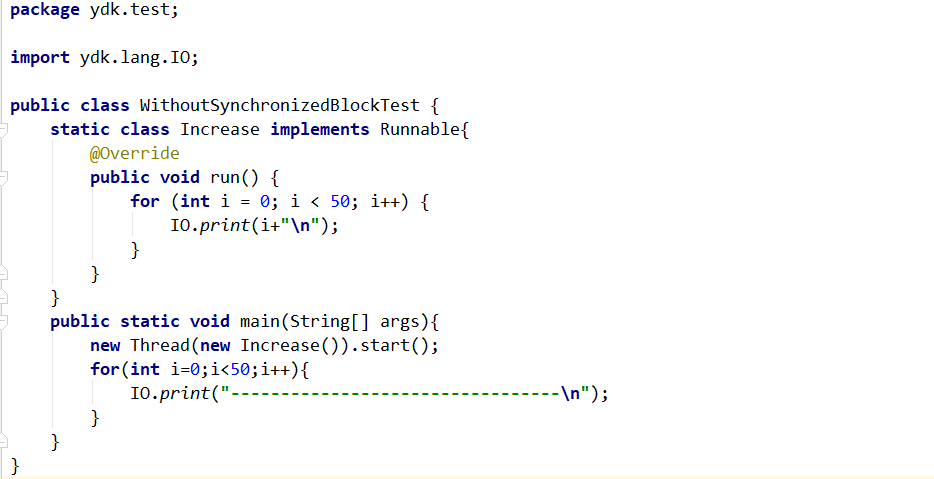 package ydk.test;
import ydk.lang.IO;
public class WithoutSynchronizedBlockTest {
static class Increase implements Runnable{
@Override
public void run() {
for (int i = 0; i < 50; i++) {
IO.print(i+"\n");
}
}
}
public static void main(String[] args){
new Thread(new Increase()).start();
for(int i=0;i<50;i++){
IO.print("---------------------------------\n");
}
}
}